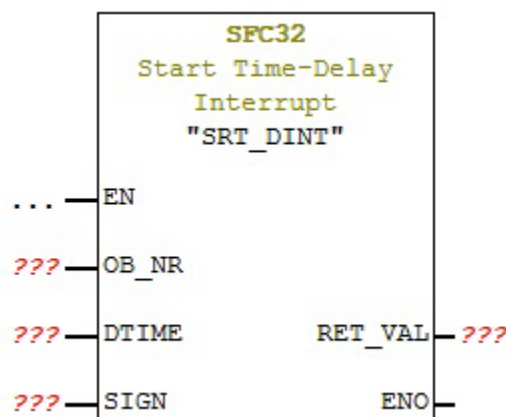 SFC32
Start Time-Delay
Interrupt
"SRT_DINT"
... EN
??? OB_NR
??? DTIME RET_VAL ???
??? SIGN ENO